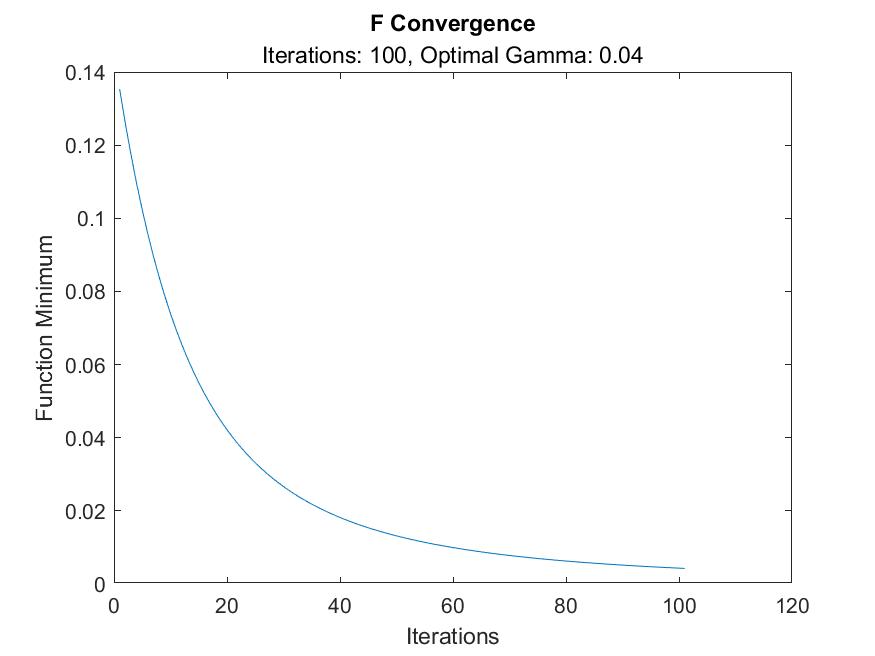 F Convergence
Iterations: 100, Optimal Gamma: 0.04
0.14
0.12
0.1
0.08
0.06
0.04
0.02
0
Function Minimum
0 20 40 60 80 100 120
Iterations